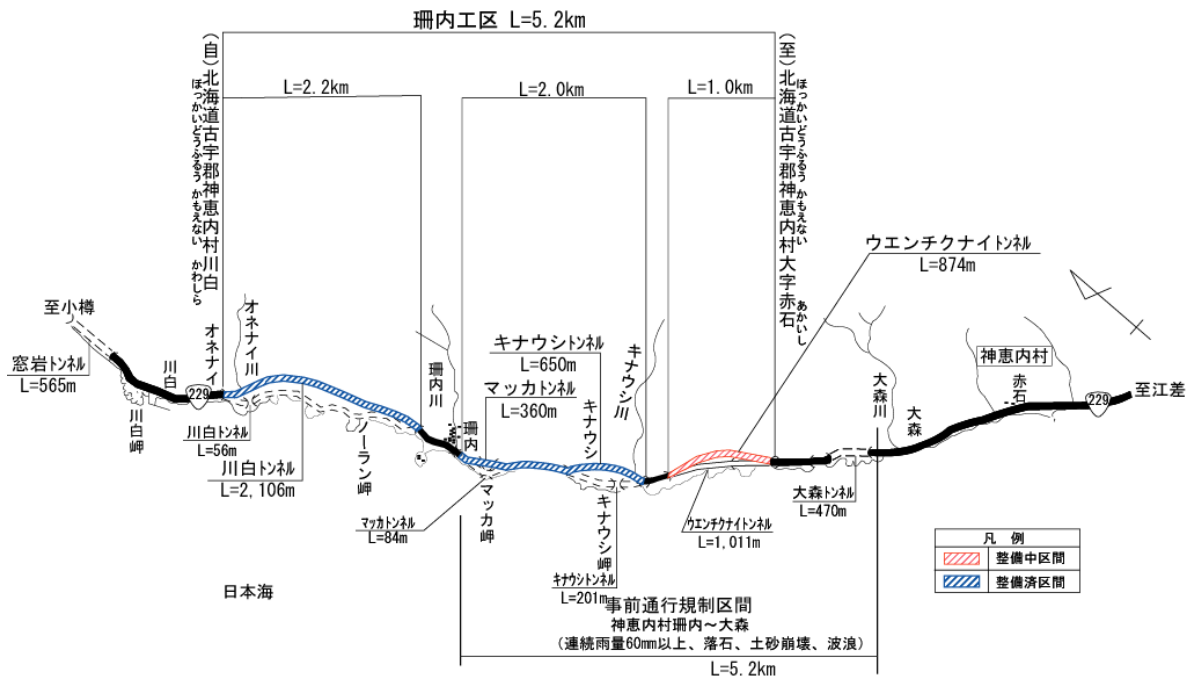 珊内工区 L=5.2km
(自)北海道古宇郡神恵内村川白
ほっかいどうふるうかもえないかわしら
(至)北海道古宇郡神恵内村大字赤石
ほっかいどうふるうかもえないあかいし
L=2.2km
L=2.0km
L=1.0km
ウエンチクナイトンネル
L=874m
至小樽
窓岩トンネル
L=565m
川白
川白岬
オネナイ
229
オネナイ川
川白トンネル
L=56m
川白トンネル
L=2,106m
ノーラン岬
珊内川
珊内
キナウシトンネル
L=650m
マッカトンネル
L=360m
マッカトンネル
L=84m
マッカ岬
キナウシ
キナウシ川
キナウシ岬
キナウシトンネル
L=201m
ウエンチクナイトンネル
L=1,011m
大森トンネル
L=470m
大森川
大森
神恵内村
赤石
229
至江差
日本海
事前通行規制区間
神恵内村珊内~大森
(連続雨量60mm以上、落石、土砂崩壊、波浪)
L=5.2km
凡 例
整備中区間
整備済区間